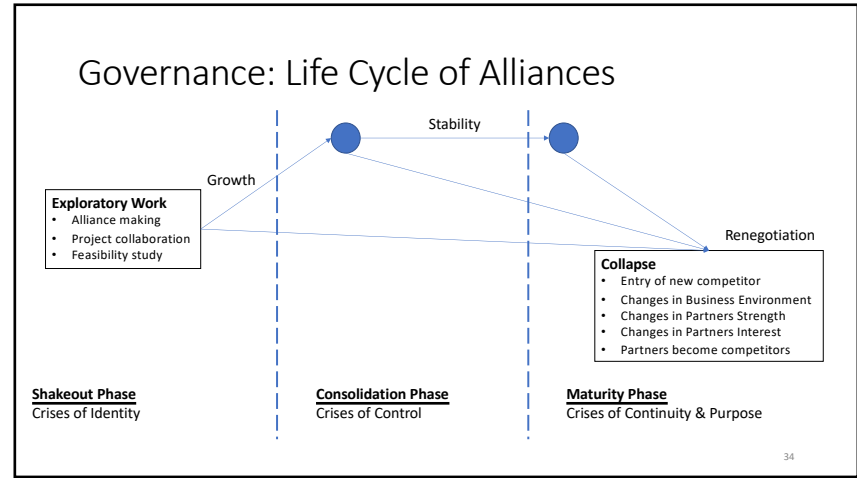 Governance: Life Cycle of Alliances
Stability
Growth
Exploratory Work
• Alliance making
• Project collaboration
• Feasibility study
Renegotiation
Collapse
• Entry of new competitor
• Changes in Business Environment
• Changes in Partners Strength
• Changes in Partners Interest
• Partners become competitors
Shakeout Phase
Crises of Identity
Consolidation Phase
Crises of Control
Maturity Phase
Crises of Continuity & Purpose
34